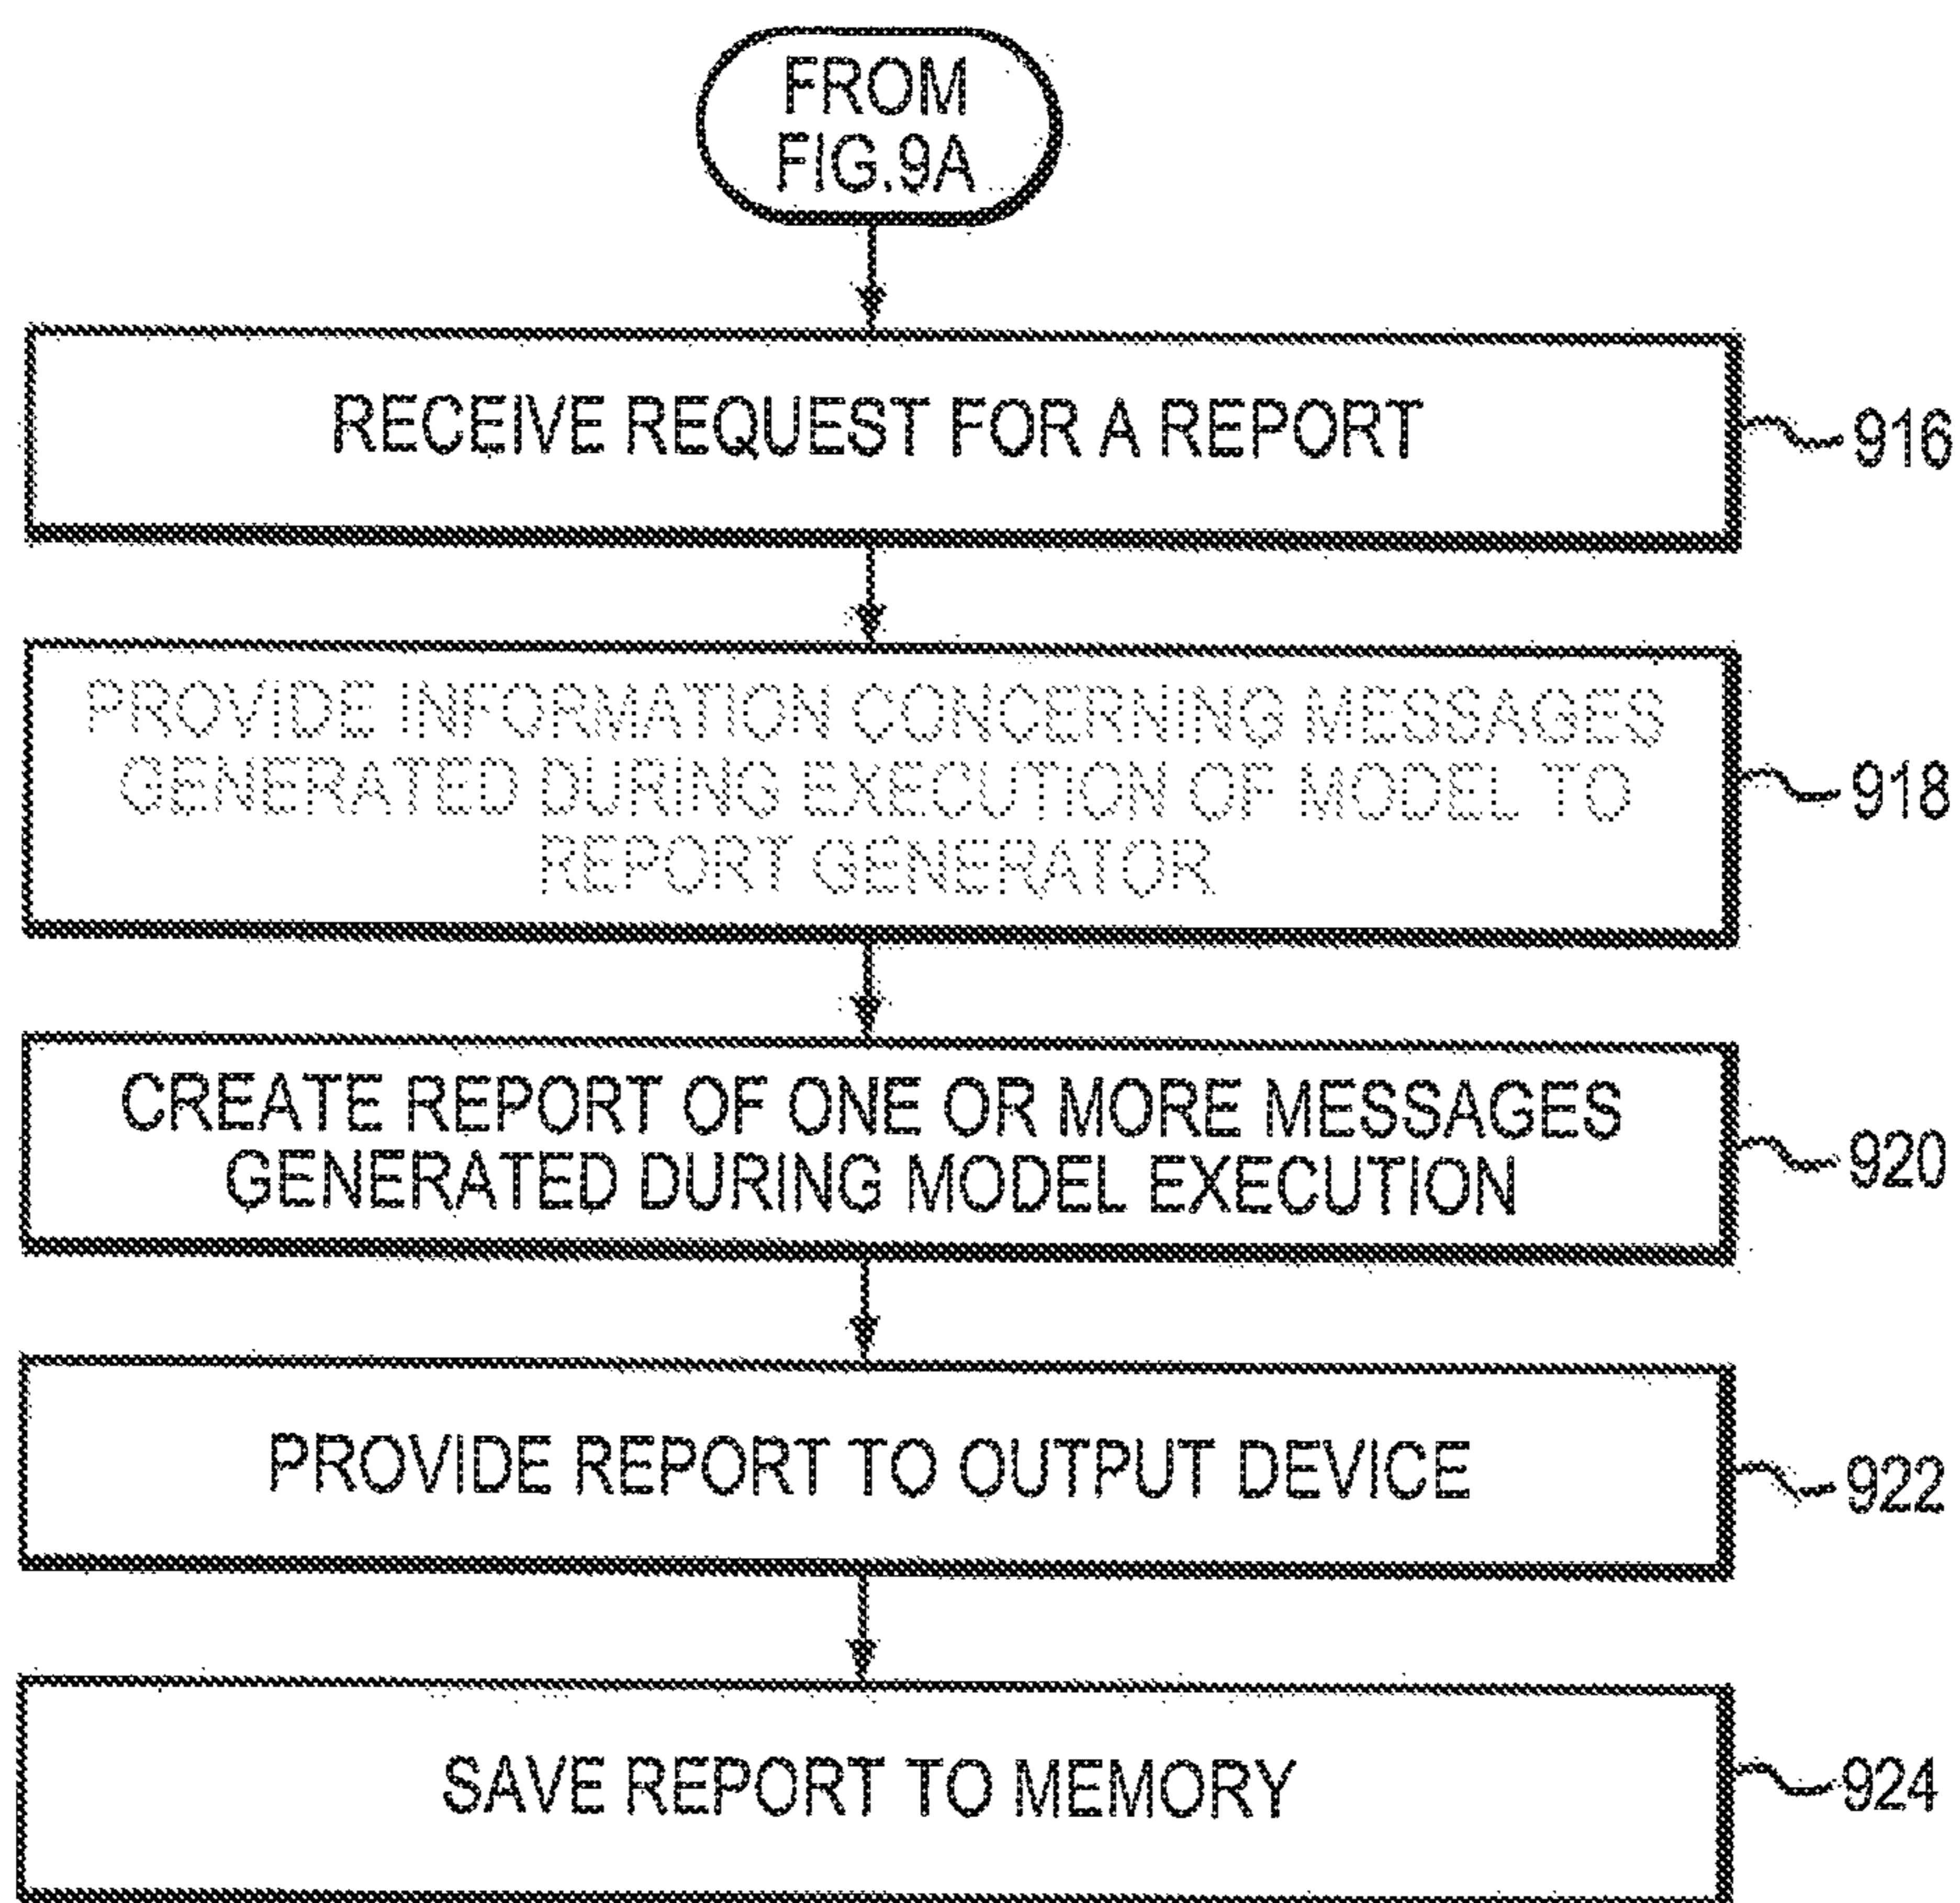 FROM
FIG.9A
RECEIVE REQUEST FOR A REPORT
916
PROVIDE INFORMATION CONCERNING MESSAGES
GENERATED DURING EXECUTION OF MODEL TO
REPORT GENERATOR
918
CREATE REPORT OF ONE OR MORE MESSAGES
GENERATED DURING MODEL EXECUTION
920
PROVIDE REPORT TO OUTPUT DEVICE
922
SAVE REPORT TO MEMORY
924